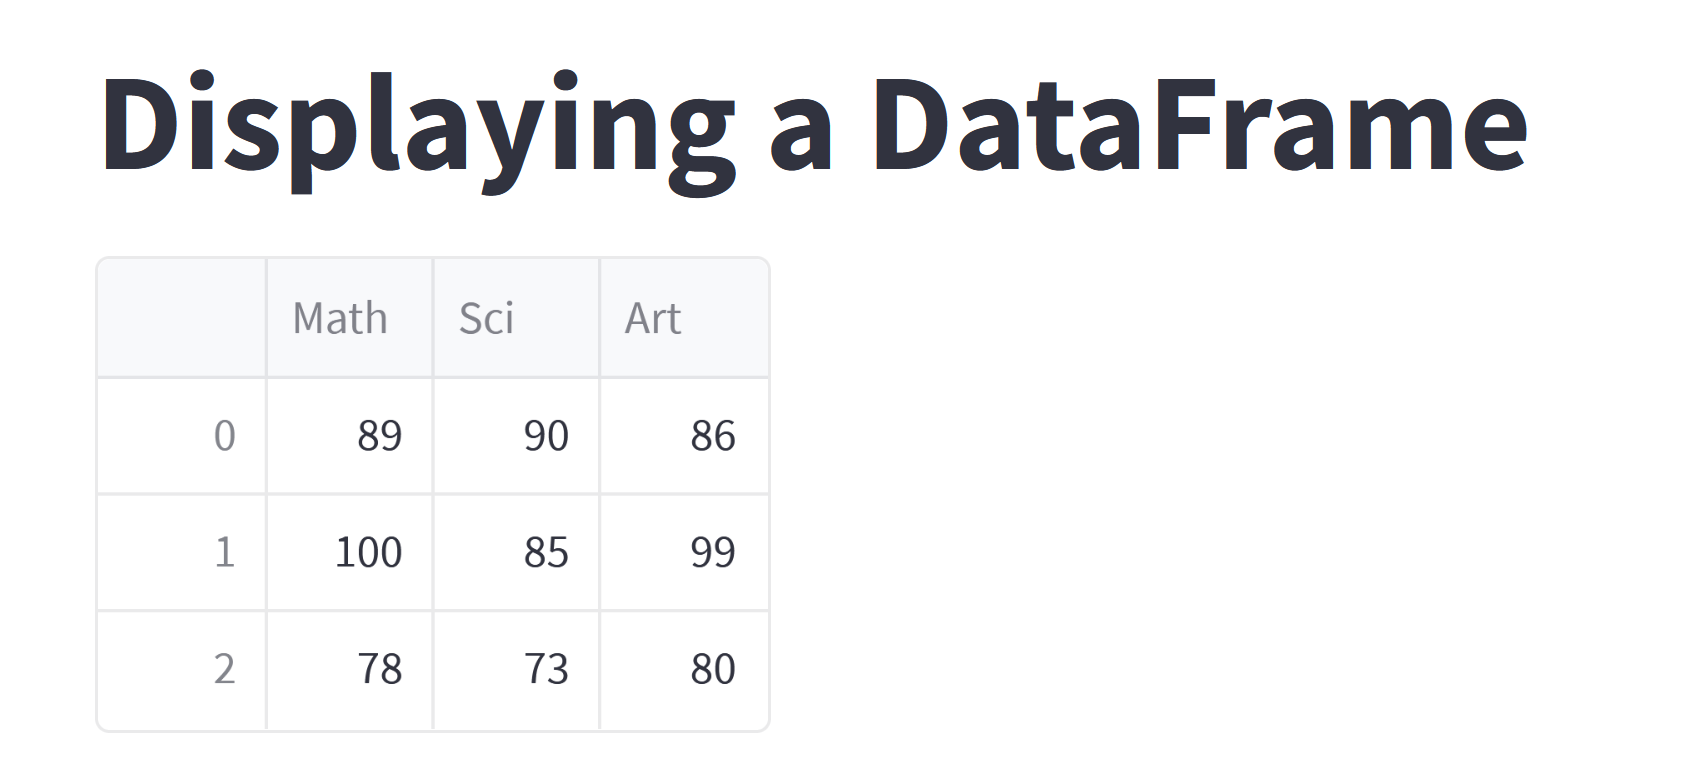 Displaying a DataFrame
Math Sci Art
0 89 90 86
1 100 85 99
2 78 73 80